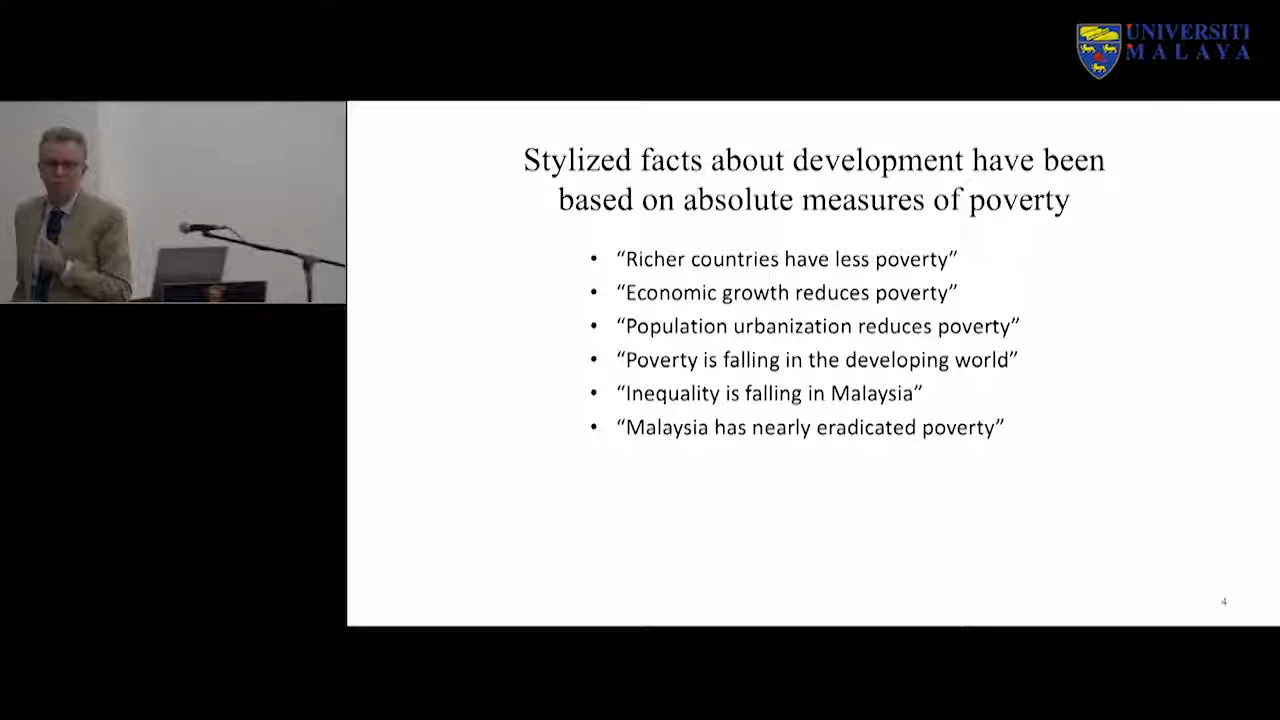 UNIVERSITI
MALAYA
Stylized facts about development have been
based on absolute measures of poverty
• “Richer countries have less poverty”
• “Economic growth reduces poverty”
• “Population urbanization reduces poverty”
• “Poverty is falling in the developing world”
• “Inequality is falling in Malaysia”
• “Malaysia has nearly eradicated poverty”
4